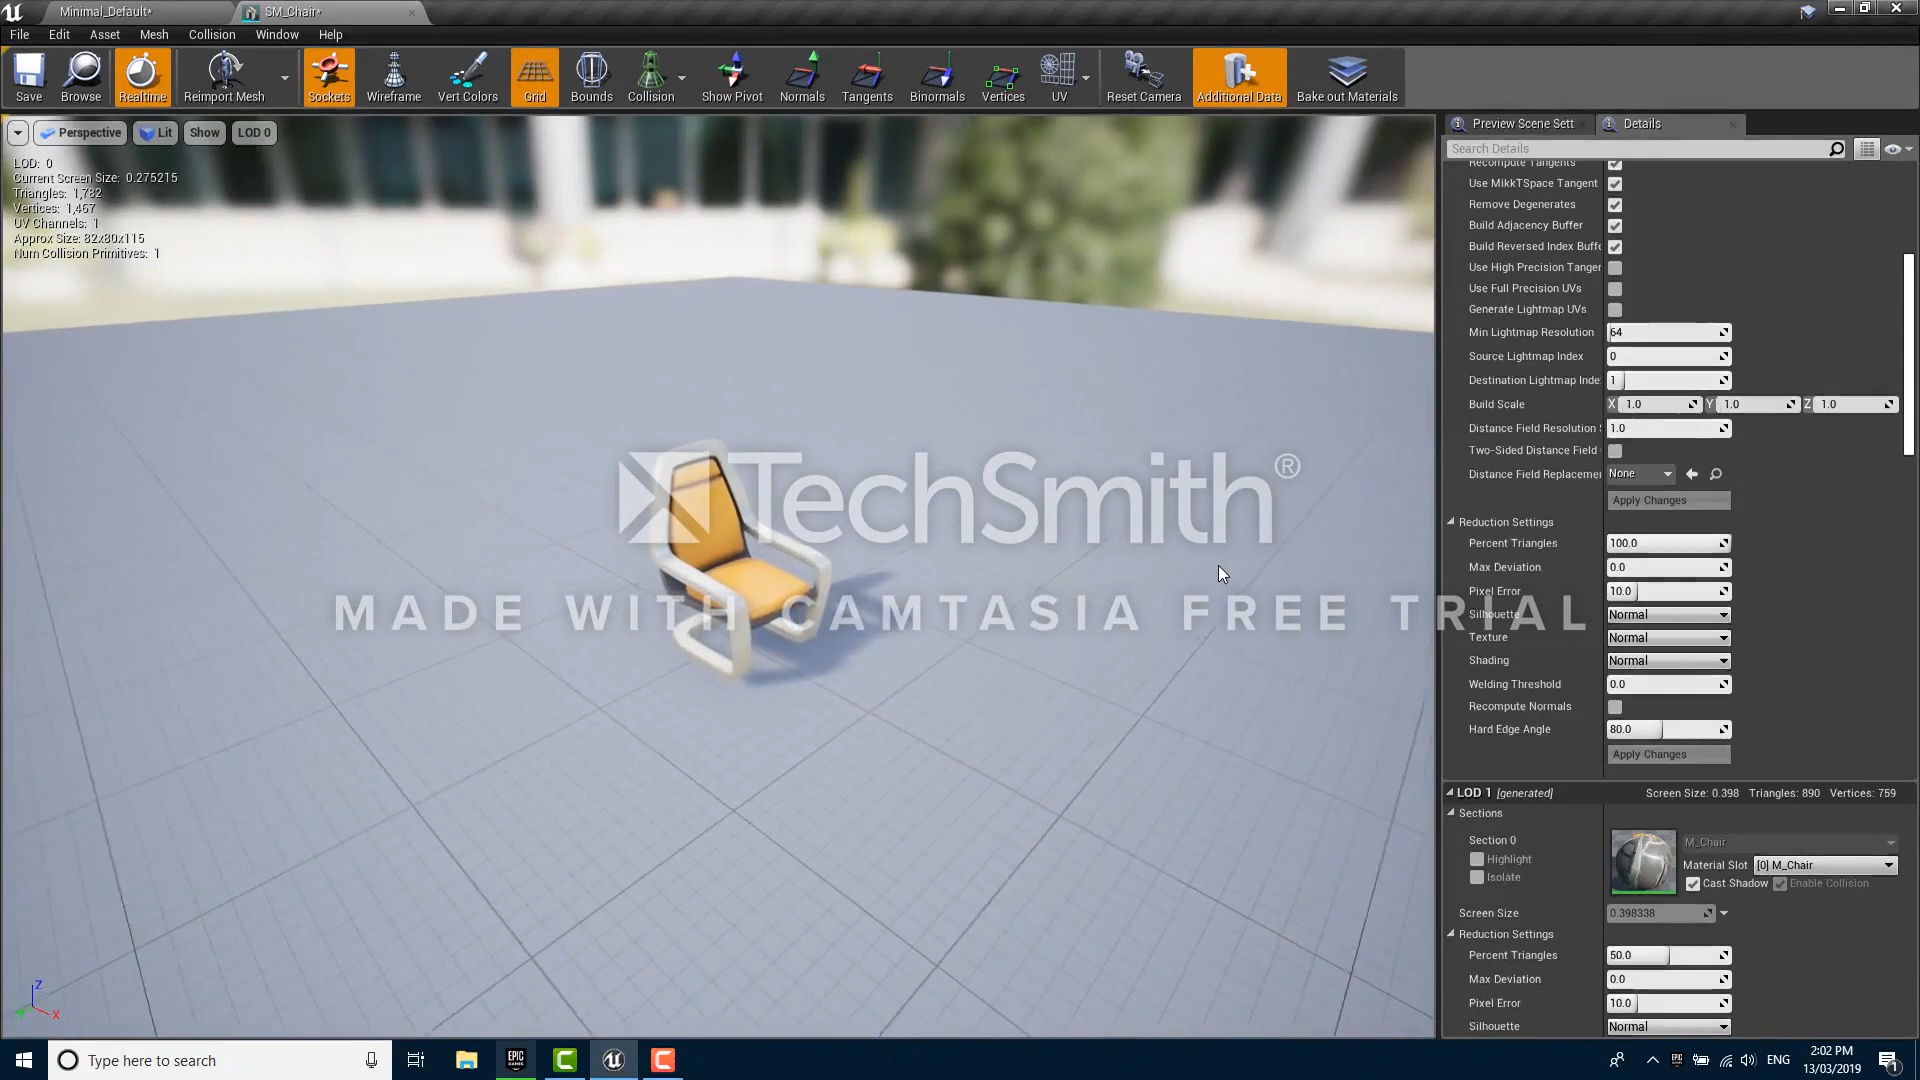 Minimal_Default*
SM_Chair*
File Edit Asset Mesh Collision Window Help
Save Browse Realtime Reimport Mesh Sockets Wireframe Vert Colors Grid Bounds Collision Show Pivot Normals Tangents Binormals Vertices UV Reset Camera Additional Data Bake out Materials
Perspective Lit Show LOD 0
LOD: 0
Current Screen Size: 0.275215
Triangles: 1,782
Vertices: 1,467
UV Channels: 1
Approx Size: 82x80x115
Num Collision Primitives: 1
TechSmith®
MADE WITH CAMTASIA FREE TRIAL
Z
X
Preview Scene Sett
Details
Search Details
Recompute Tangents
Use MikkTSpace Tangent
Remove Degenerates
Build Adjacency Buffer
Build Reversed Index Buffe
Use High Precision Tanger
Use Full Precision UVs
Generate Lightmap UVs
Min Lightmap Resolution 64
Source Lightmap Index 0
Destination Lightmap Inde 1
Build Scale X 1.0 Y 1.0 Z 1.0
Distance Field Resolution 1.0
Two-Sided Distance Field
Distance Field Replacemer None
Apply Changes
Reduction Settings
Percent Triangles 100.0
Max Deviation 0.0
Pixel Error 10.0
Silhouette Normal
Texture Normal
Shading Normal
Welding Threshold 0.0
Recompute Normals
Hard Edge Angle 80.0
Apply Changes
LOD 1 [generated] Screen Size: 0.398 Triangles: 890 Vertices: 759
Sections
Section 0
Highlight
Isolate
M_Chair
Material Slot [0] M_Chair
Cast Shadow Enable Collision
Screen Size 0.398338
Reduction Settings
Percent Triangles 50.0
Max Deviation 0.0
Pixel Error 10.0
Silhouette Normal
Type here to search
EPIC GAMES
ENG
2:02 PM
13/03/2019
1